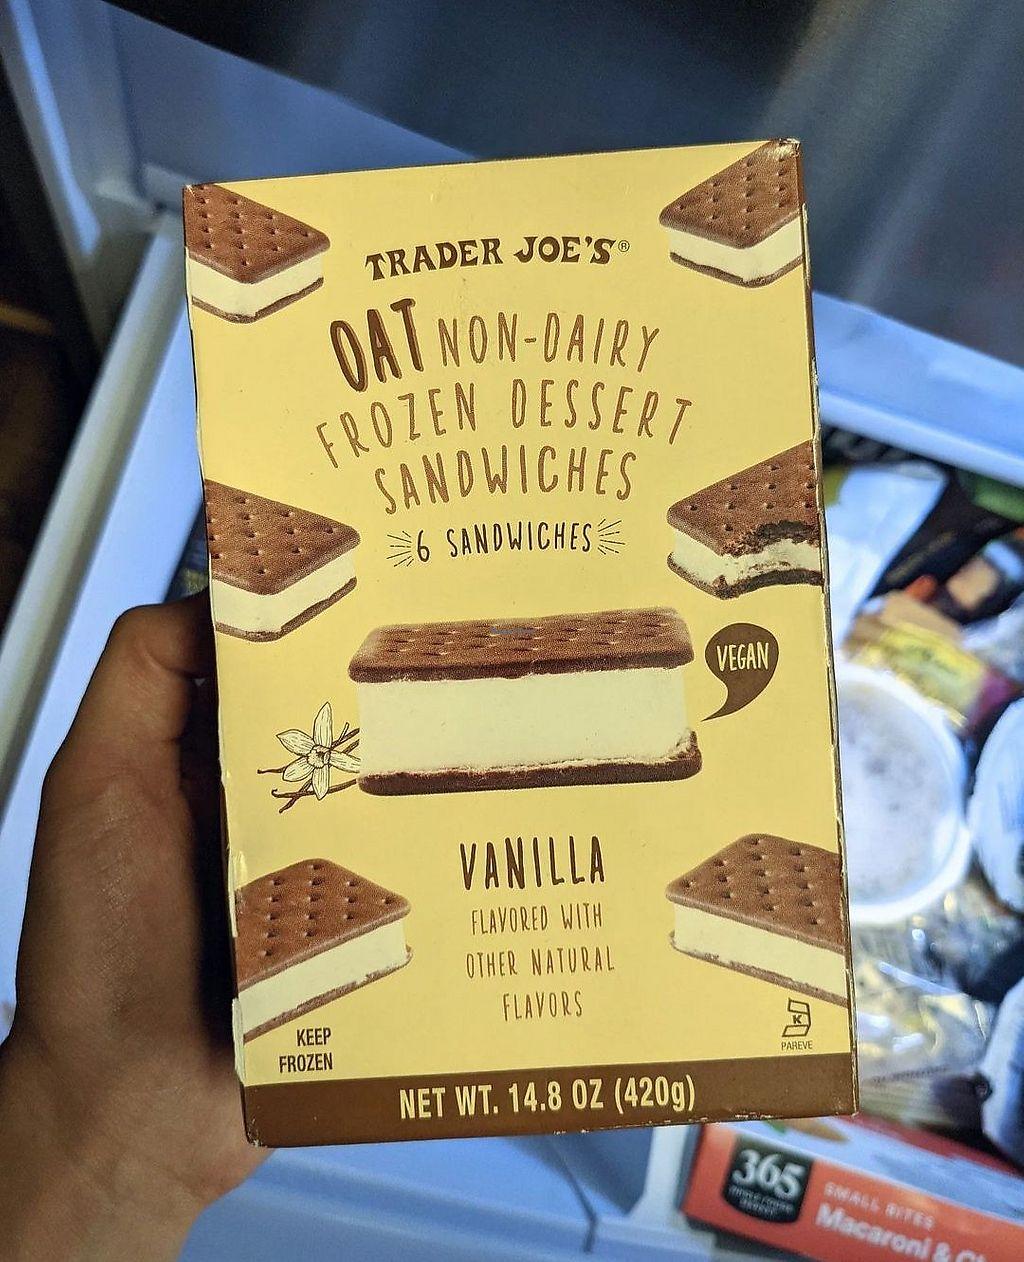 TRADER JOE'S®
OAT NON-DAIRY
FROZEN DESSERT
SANDWICHES
6 SANDWICHES
VEGAN
VANILLA
FLAVORED WITH
OTHER NATURAL
FLAVORS
KEEP
FROZEN
K
PAREVE
NET WT. 14.8 OZ (420g)
365
SMALL BITES
Macaroni &